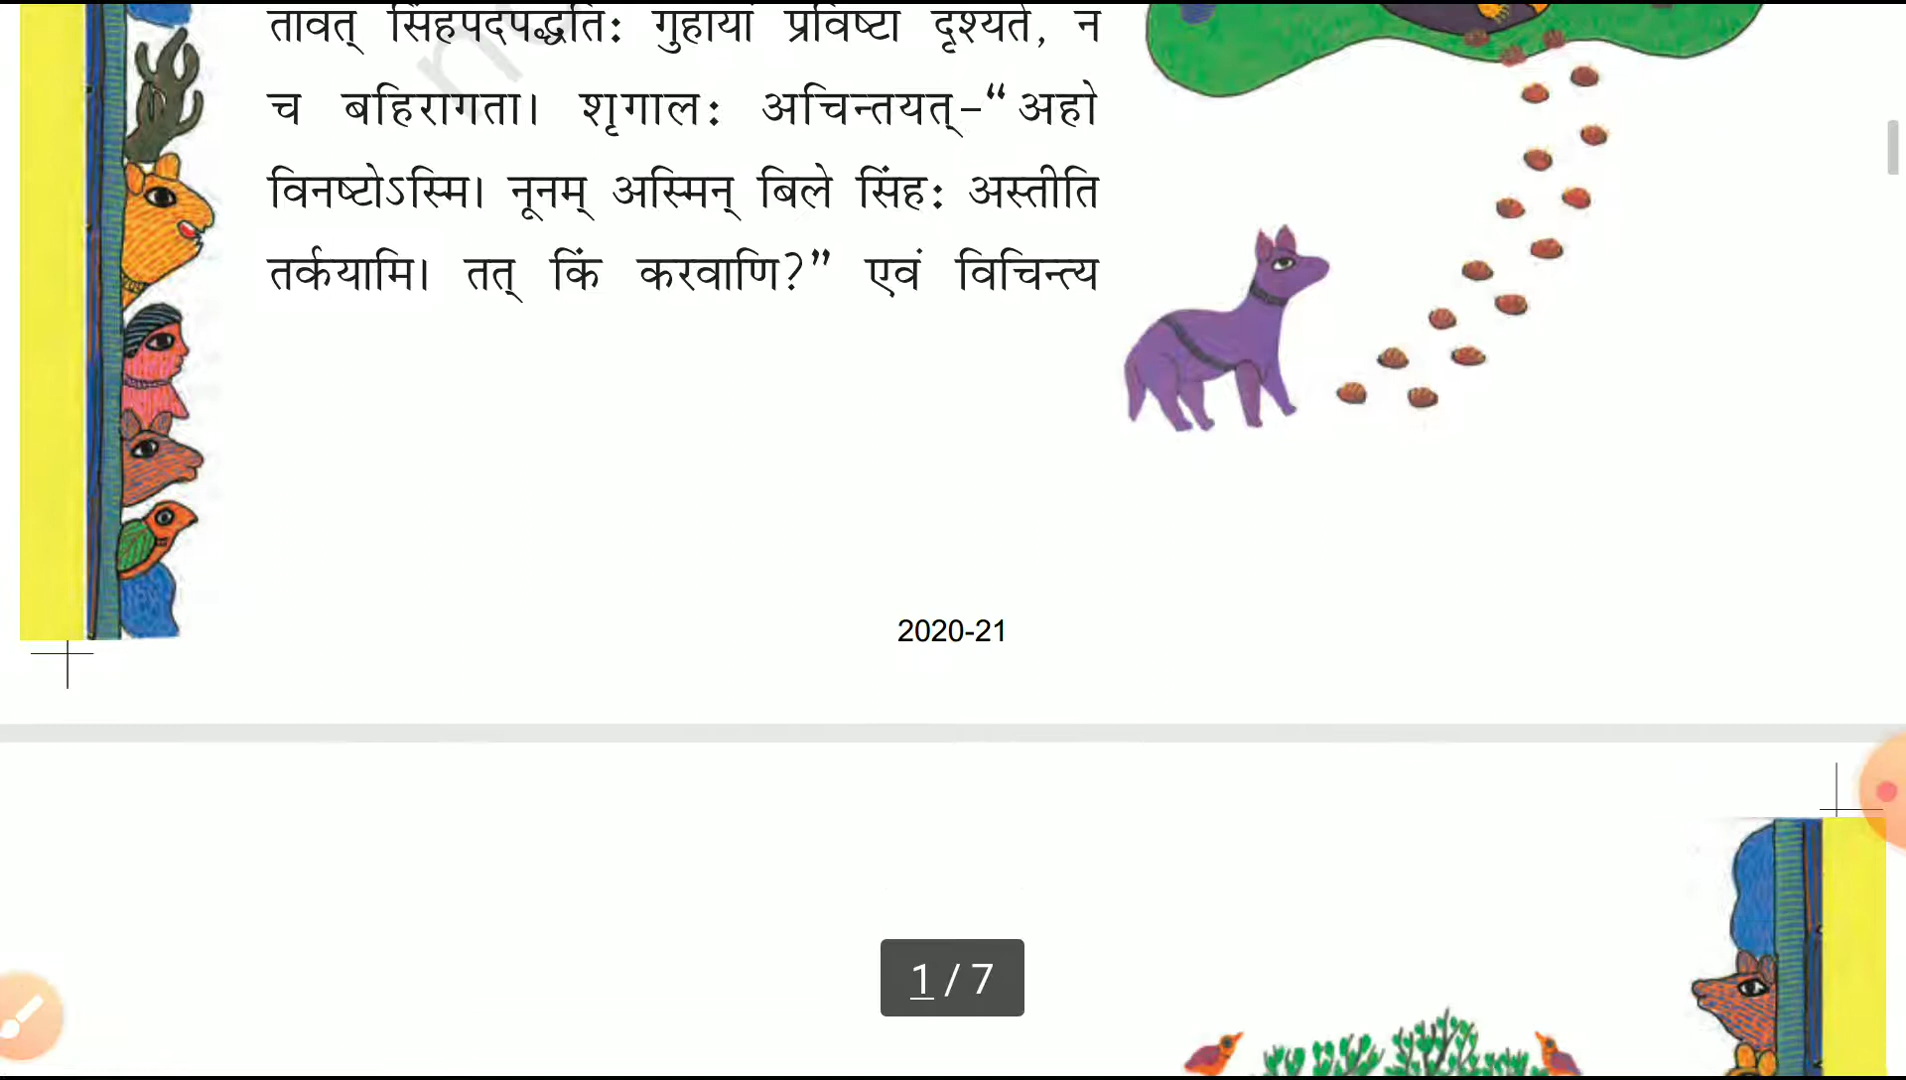 तावत् सिंहपदपद्धतिः गुहायां प्रविष्टा दृश्यते, न
च बहिरागता। शृगालः अचिन्तयत्–“अहो
विनष्टोऽस्मि। नूनम् अस्मिन् बिले सिंहः अस्तीति
तर्कयामि। तत् किं करवाणि?” एवं विचिन्त्य
2020-21
1 / 7